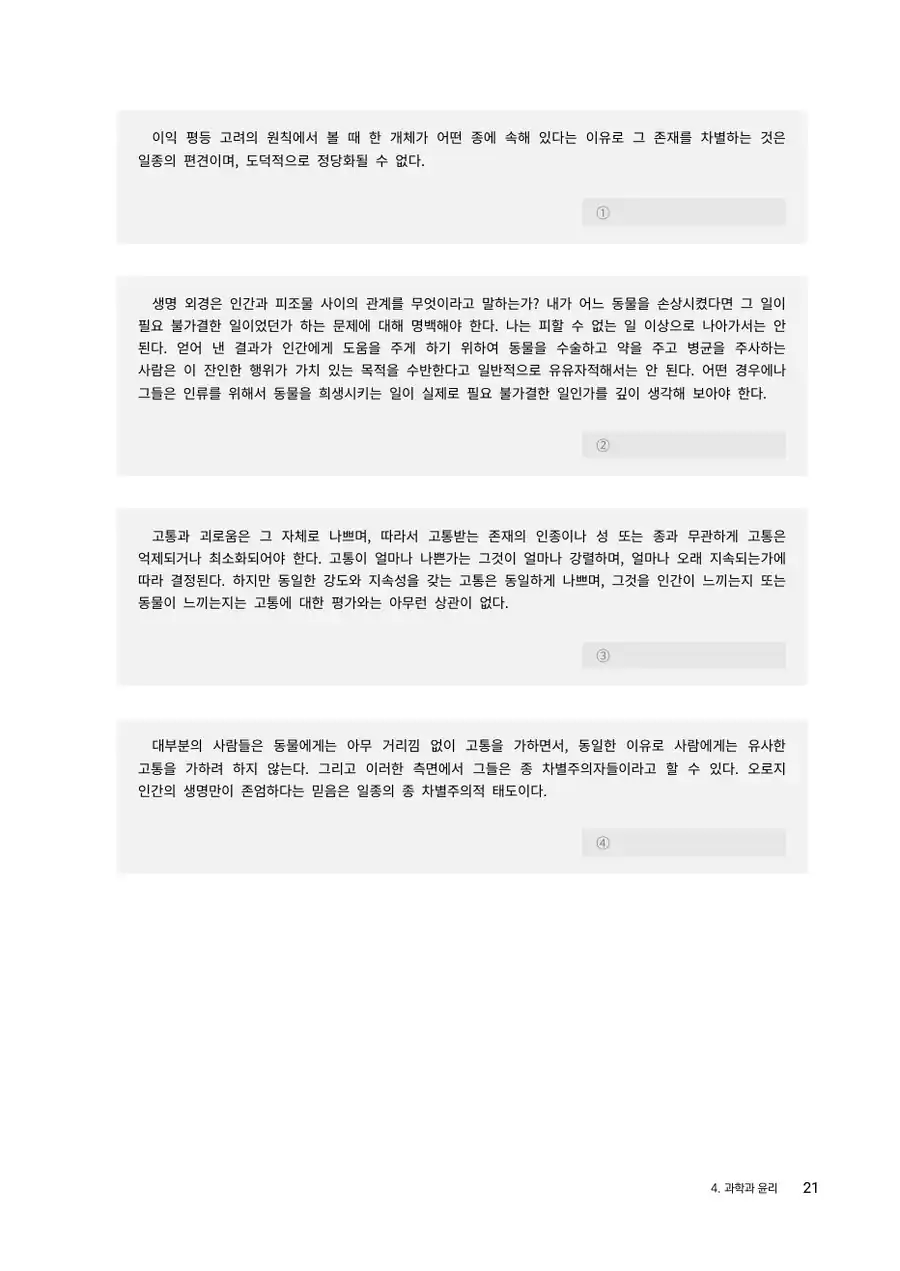 이익 평등 고려의 원칙에서 볼 때 한 개체가 어떤 종에 속해 있다는 이유로 그 존재를 차별하는 것은
일종의 편견이며, 도덕적으로 정당화될 수 없다.
①
생명 외경은 인간과 피조물 사이의 관계를 무엇이라고 말하는가? 내가 어느 동물을 손상시켰다면 그 일이
필요 불가결한 일이었던가 하는 문제에 대해 명백해야 한다. 나는 피할 수 없는 일 이상으로 나아가서는 안
된다. 얻어 낸 결과가 인간에게 도움을 주게 하기 위하여 동물을 수술하고 약을 주고 병균을 주사하는
사람은 이 잔인한 행위가 가치 있는 목적을 수반한다고 일반적으로 유유자적해서는 안 된다. 어떤 경우에나
그들은 인류를 위해서 동물을 희생시키는 일이 실제로 필요 불가결한 일인가를 깊이 생각해 보아야 한다.
②
고통과 괴로움은 그 자체로 나쁘며, 따라서 고통받는 존재의 인종이나 성 또는 종과 무관하게 고통은
억제되거나 최소화되어야 한다. 고통이 얼마나 나쁜가는 그것이 얼마나 강렬하며, 얼마나 오래 지속되는가에
따라 결정된다. 하지만 동일한 강도와 지속성을 갖는 고통은 동일하게 나쁘며, 그것을 인간이 느끼는지 또는
동물이 느끼는지는 고통에 대한 평가와는 아무런 상관이 없다.
③
대부분의 사람들은 동물에게는 아무 거리낌 없이 고통을 가하면서, 동일한 이유로 사람에게는 유사한
고통을 가하려 하지 않는다. 그리고 이러한 측면에서 그들은 종 차별주의자들이라고 할 수 있다. 오로지
인간의 생명만이 존엄하다는 믿음은 일종의 종 차별주의적 태도이다.
④
4. 과학과 윤리 21